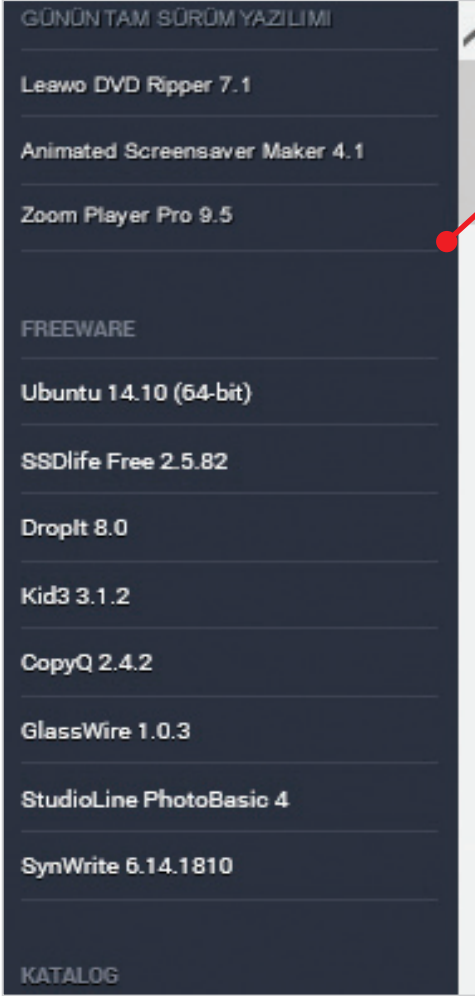 GÜNÜN TAM SÜRÜM YAZILIMI
Leawo DVD Ripper 7.1
Animated Screensaver Maker 4.1
Zoom Player Pro 9.5
FREEWARE
Ubuntu 14.10 (64-bit)
SSDlife Free 2.5.82
DropIt 8.0
Kid3 3.1.2
CopyQ 2.4.2
GlassWire 1.0.3
StudioLine PhotoBasic 4
SynWrite 6.14.1810
KATALOG